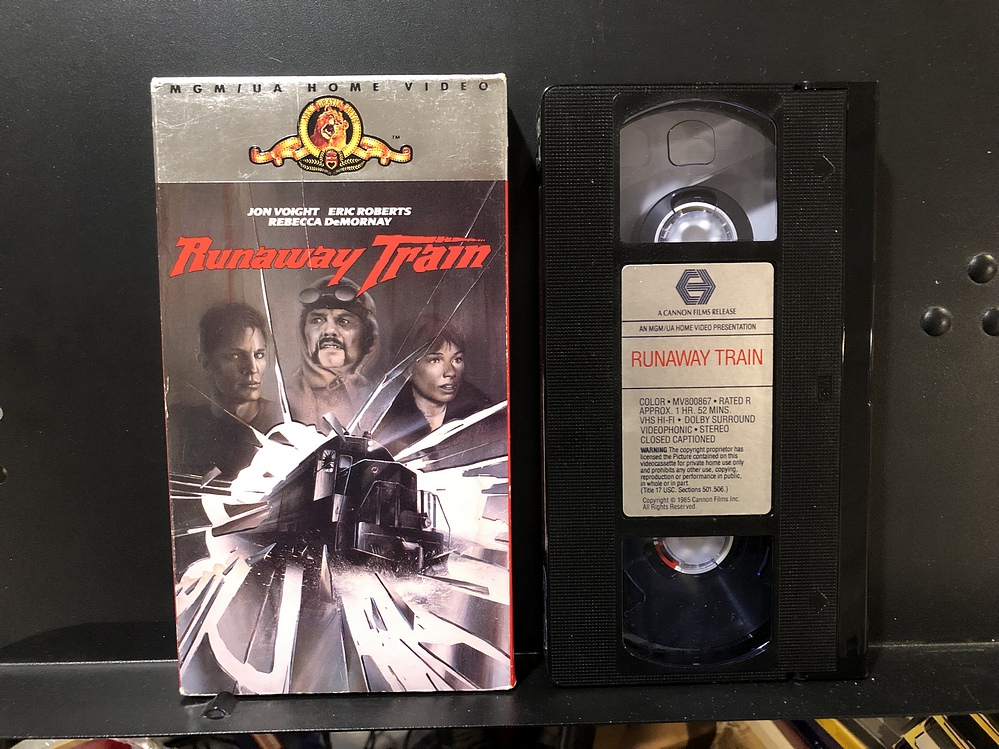 MGM/UA HOME VIDEO
TM
JON VOIGHT ERIC ROBERTS
REBECCA DeMORNAY
Runaway Train
A CANNON FILMS RELEASE
AN MGM/UA HOME VIDEO PRESENTATION
RUNAWAY TRAIN
COLOR • MV800867 • RATED R
APPROX. 1 HR. 52 MINS.
VHS HI-FI • DOLBY SURROUND
VIDEOPHONIC • STEREO
CLOSED CAPTIONED
WARNING The copyright proprietor has
licensed the Picture contained on this
videocassette for private home use only
and prohibits any other use, copying,
reproduction or performance in public,
in whole or in part.
(Title 17 USC. Sections 501.506.)
Copyright © 1985 Cannon Films Inc.
All Rights Reserved